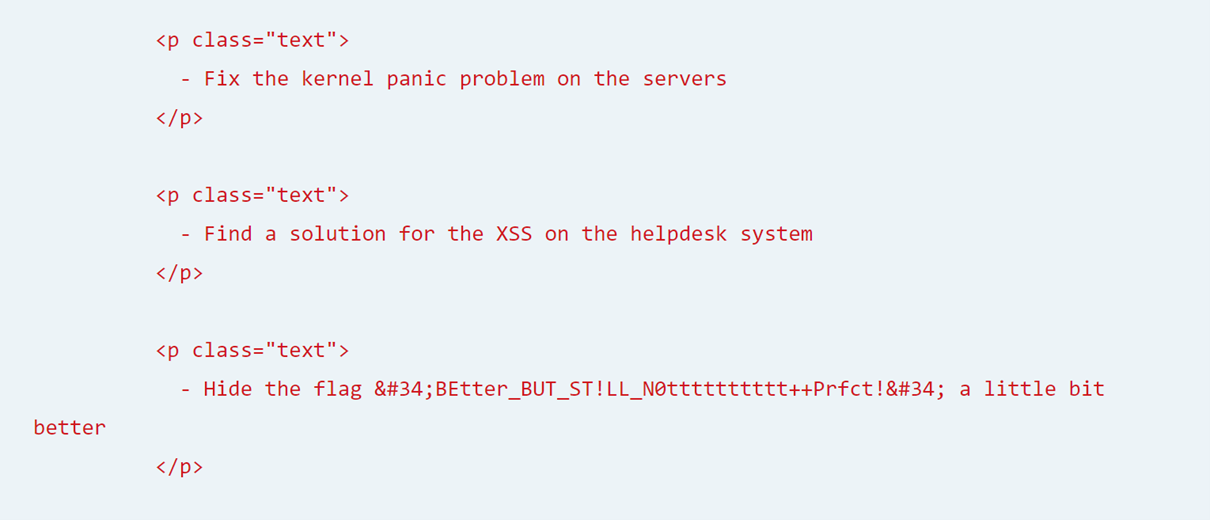 <p class="text">
- Fix the kernel panic problem on the servers
</p>
<p class="text">
- Find a solution for the XSS on the helpdesk system
</p>
<p class="text">
- Hide the flag &#34;BEtter_BUT_ST!LL_N0tttttttttt++Prfct!&#34; a little bit
better
</p>